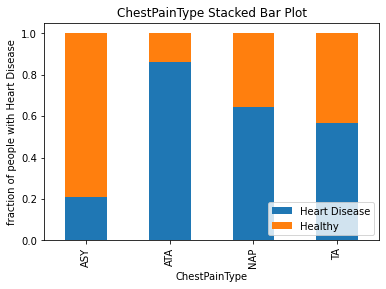 ChestPainType Stacked Bar Plot
fraction of people with Heart Disease
1.0
0.8
0.6
0.4
0.2
0.0
Heart Disease
Healthy
ASY
ATA
NAP
TA
ChestPainType